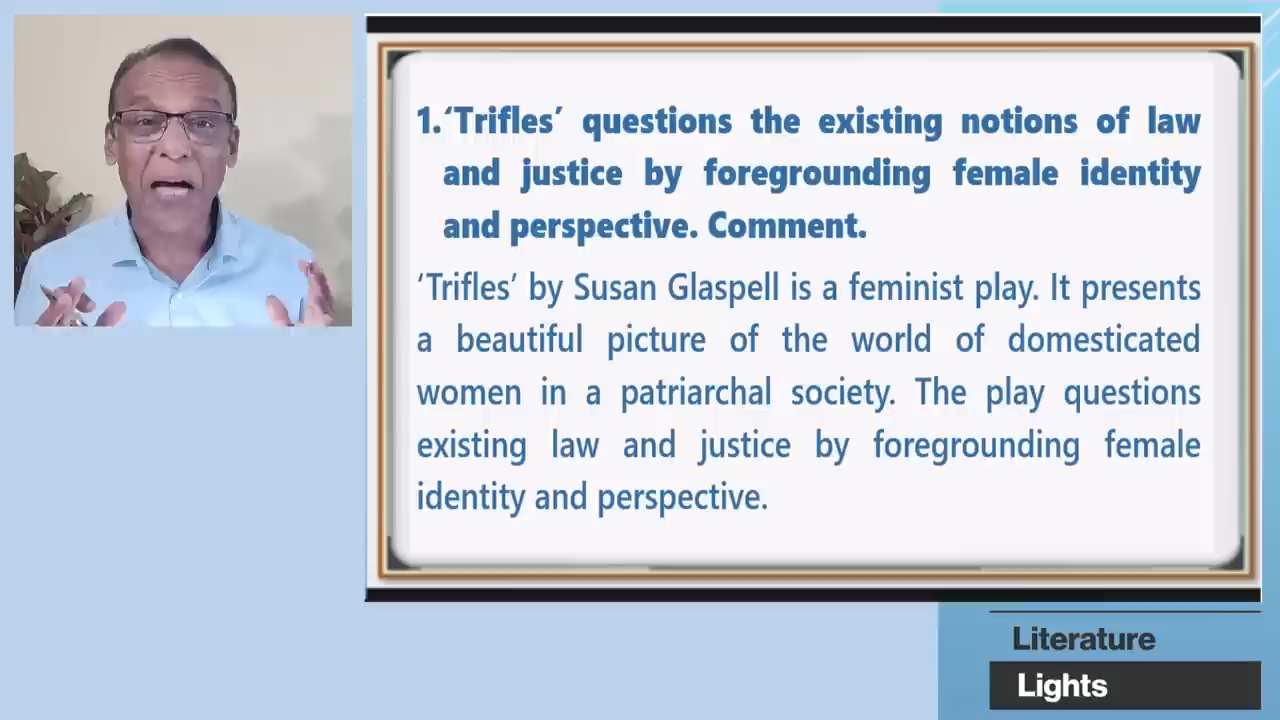 1.‘Trifles’ questions the existing notions of law
and justice by foregrounding female identity
and perspective. Comment.
‘Trifles’ by Susan Glaspell is a feminist play. It presents
a beautiful picture of the world of domesticated
women in a patriarchal society. The play questions
existing law and justice by foregrounding female
identity and perspective.
Literature
Lights